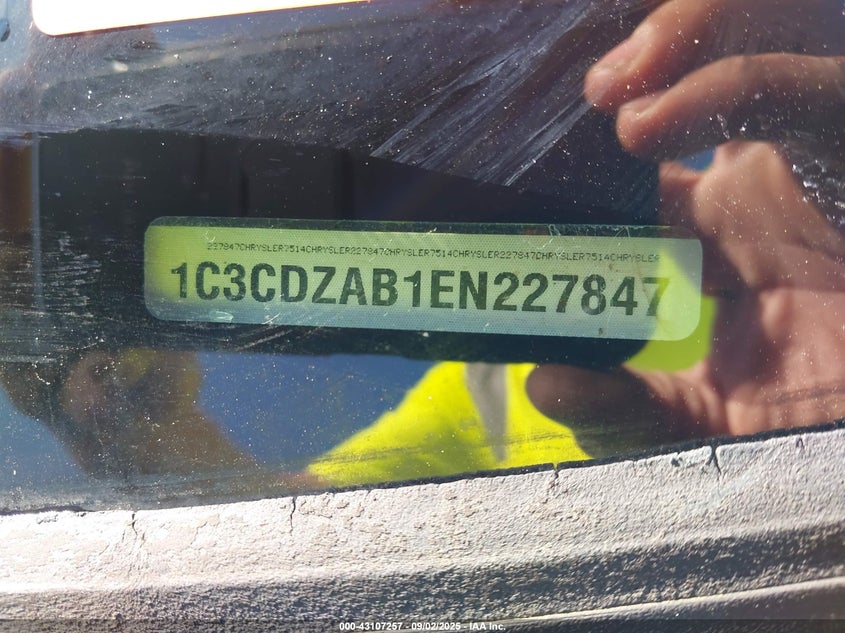 227847CHRYSLER7514CHRYSLER227847CHRYSLER7514CHRYSLER227847CHRYSLER7514CHRYSLER
1C3CDZAB1EN227847
000-43107257 - 09/02/2025 - IAA Inc.